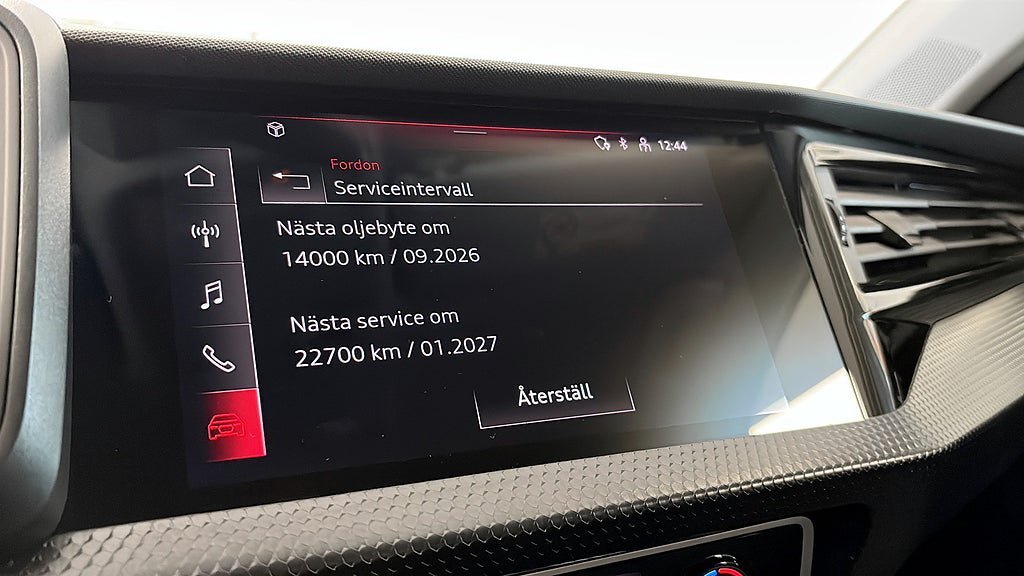 12:44
Fordon
Serviceintervall
Nästa oljebyte om
14000 km / 09.2026
Nästa service om
22700 km / 01.2027
Återställ